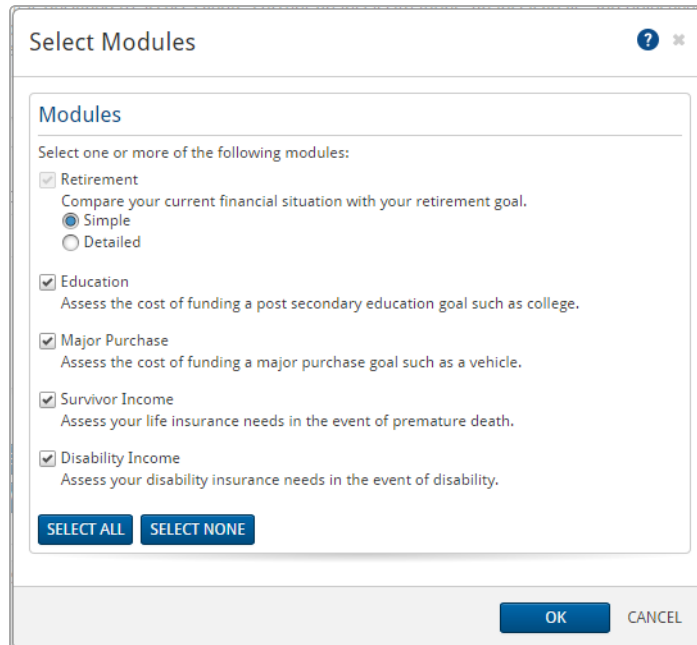 Select Modules
?
Modules
Select one or more of the following modules:
Retirement
Compare your current financial situation with your retirement goal.
Simple
Detailed
Education
Assess the cost of funding a post secondary education goal such as college.
Major Purchase
Assess the cost of funding a major purchase goal such as a vehicle.
Survivor Income
Assess your life insurance needs in the event of premature death.
Disability Income
Assess your disability insurance needs in the event of disability.
SELECT ALL SELECT NONE
OK CANCEL